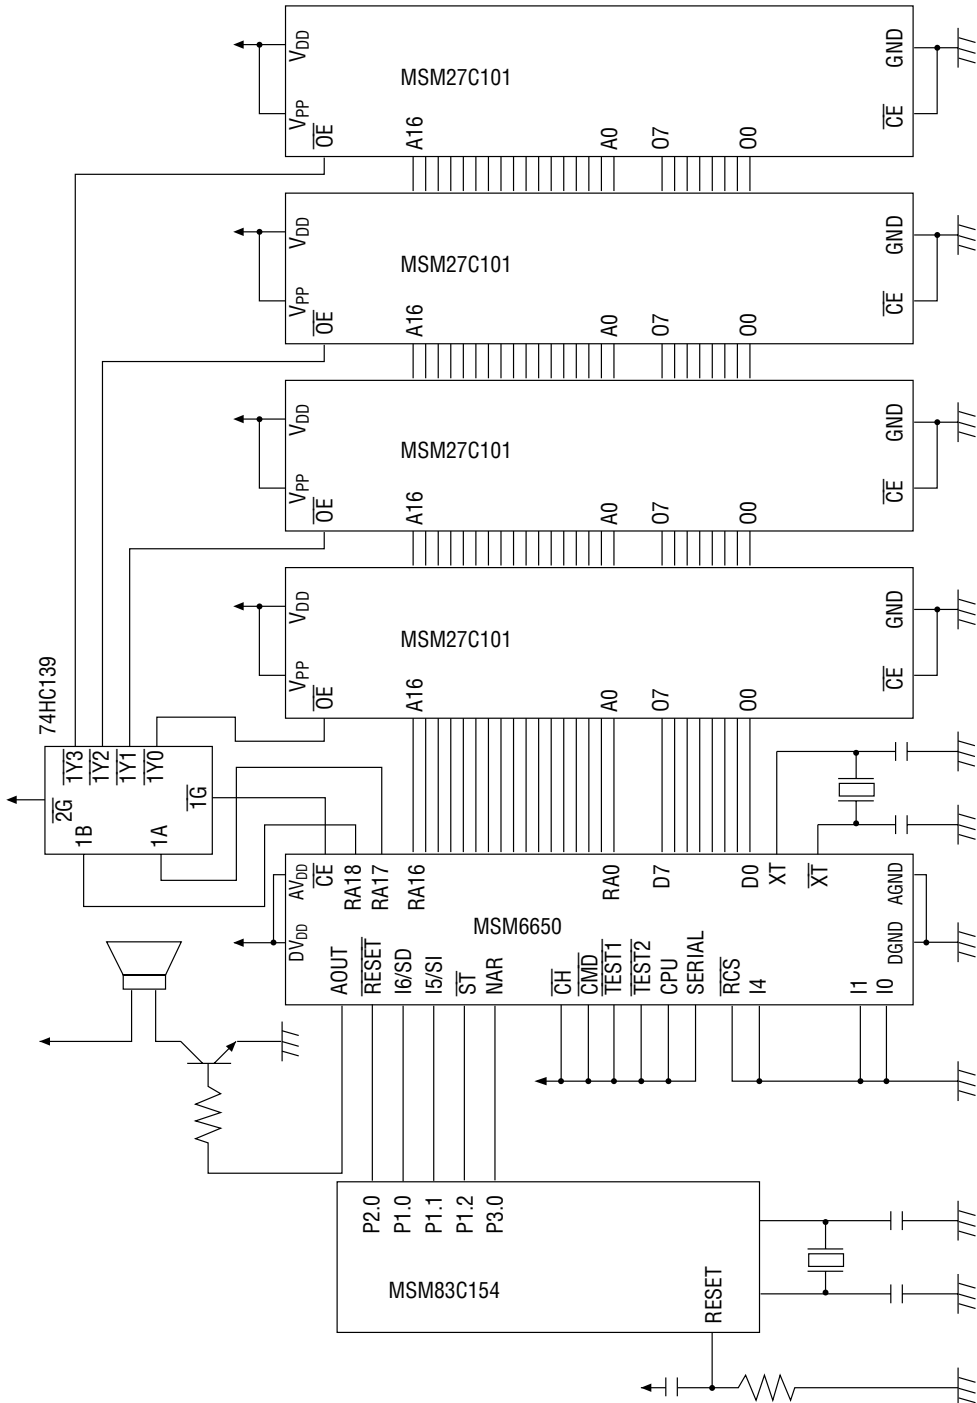 MSM27C101
VDD
VPP
OE
A16
A0
O7
O0
GND
CE
MSM27C101
VDD
VPP
OE
A16
A0
O7
O0
GND
CE
MSM27C101
VDD
VPP
OE
A16
A0
O7
O0
GND
CE
MSM27C101
VDD
VPP
OE
A16
A0
O7
O0
GND
CE
74HC139
1Y3
1Y2
1Y1
1Y0
2G
1G
1B
1A
MSM6650
DVDD
AVDD
CE
RA18
RA17
RA16
RA0
D7
D0
XT
XT
DGND
AGND
AOUT
RESET
I6/SD
I5/SI
ST
NAR
CH
CMD
TEST1
TEST2
CPU
SERIAL
RCS
I4
I1
I0
MSM83C154
P2.0
P1.0
P1.1
P1.2
P3.0
RESET